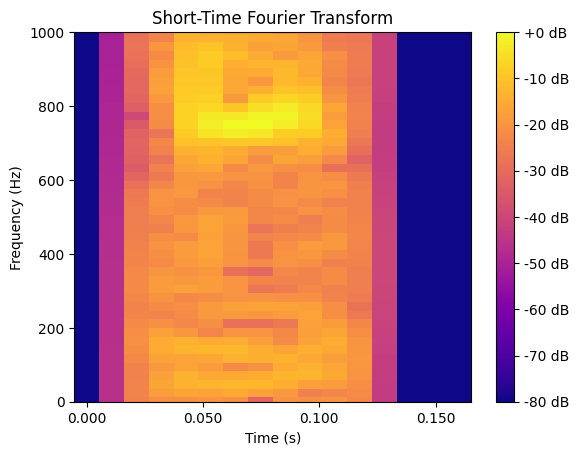 Short-Time Fourier Transform
1000
800
600
400
200
0
Frequency (Hz)
0.000
0.050
0.100
0.150
Time (s)
+0 dB
-10 dB
-20 dB
-30 dB
-40 dB
-50 dB
-60 dB
-70 dB
-80 dB